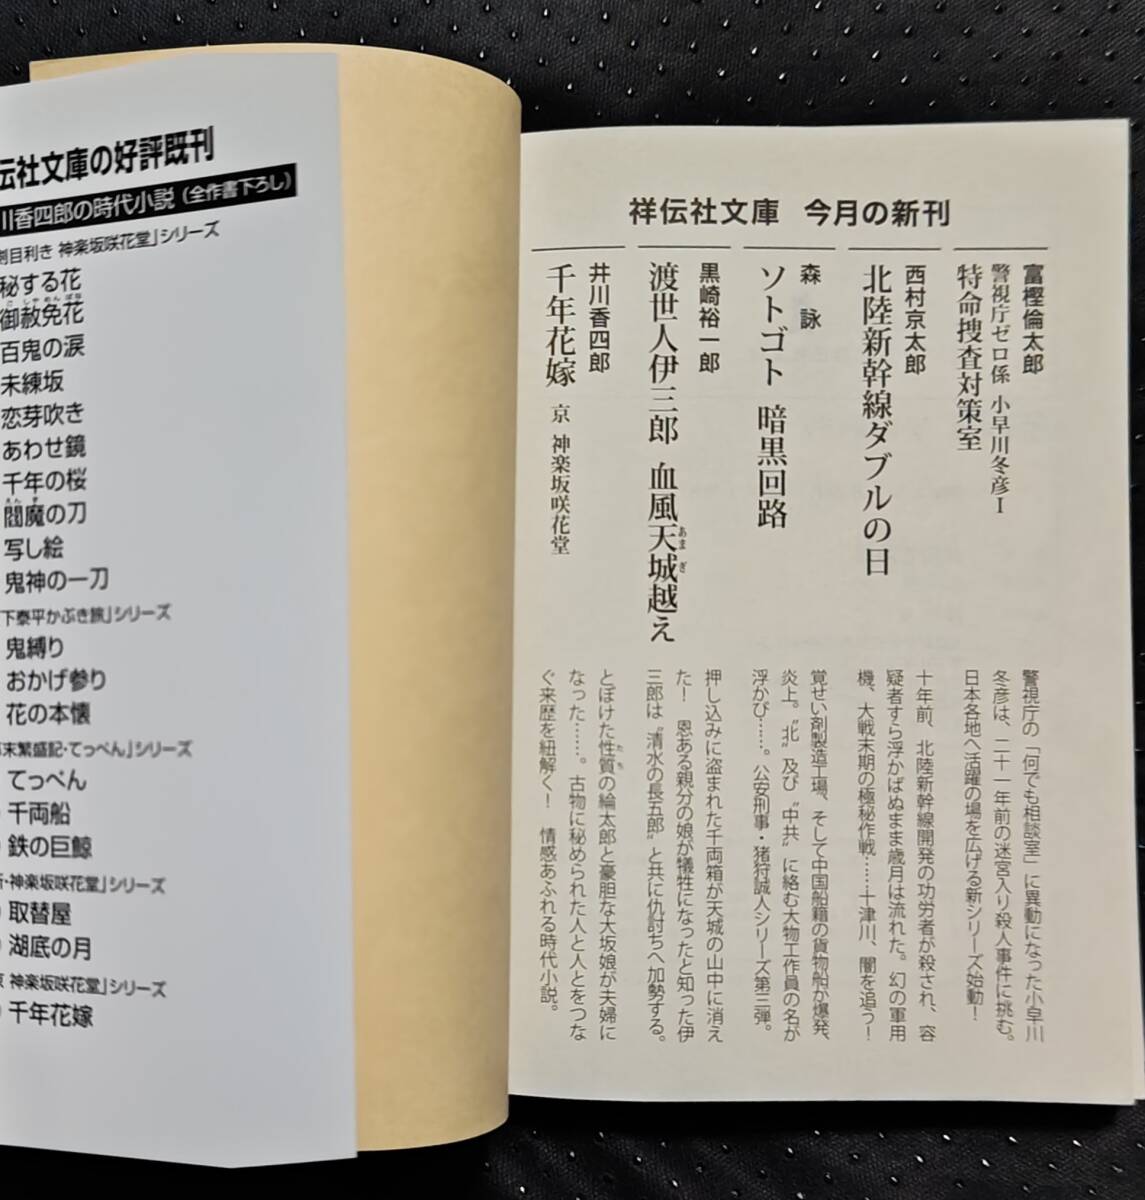 伝社文庫の好評既刊
川香四郎の時代小説(全作書下ろし)
目利き 神楽坂咲花堂」シリーズ
秘する花
御赦免花
百鬼の涙
未練坂
恋芽吹き
あわせ鏡
千年の桜
閻魔の刀
写し絵
鬼神の一刀
下泰平かぶき旅」シリーズ
鬼縛り
おかげ参り
花の本懐
末繁盛記・てっぺん」シリーズ
てっぺん
千両船
鉄の巨鯨
・神楽坂咲花堂」シリーズ
取替屋
湖底の月
神楽坂咲花堂」シリーズ
千年花嫁
祥伝社文庫 今月の新刊
富樫倫太郎
警視庁ゼロ係 小早川冬彦Ⅰ
特命捜査対策室
警視庁の「何でも相談室」に異動になった小早川
冬彦は、二十一年前の迷宮入り殺人事件に挑む。
日本各地へ活躍の場を広げる新シリーズ始動!
西村京太郎
北陸新幹線ダブルの日
十年前、北陸新幹線開発の功労者が殺され、容
疑者すら浮かばぬまま歳月は流れた。幻の軍用
機、大戦末期の極秘作戦……十津川、闇を追う!
森 詠
ソトゴト 暗黒回路
覚せい剤製造工場、そして中国船籍の貨物船が爆発、
炎上。〝北〟及び〝中共〟に絡む大物工作員の名が
浮かび……。公安刑事・猪狩誠人シリーズ第三弾。
黒崎裕一郎
渡世人伊三郎 血風天城越え
押し込みに盗まれた千両箱が天城の山中に消え
た! 恩ある親分の娘が犠牲になったと知った伊
三郎は〝清水の長五郎〟と共に仇討ちへ加勢する。
井川香四郎
千年花嫁 京 神楽坂咲花堂
とぼけた性質の綸太郎と豪胆な大坂娘が夫婦に
なった……。古物に秘められた人と人とをつな
ぐ来歴を紐解く! 情感あふれる時代小説。